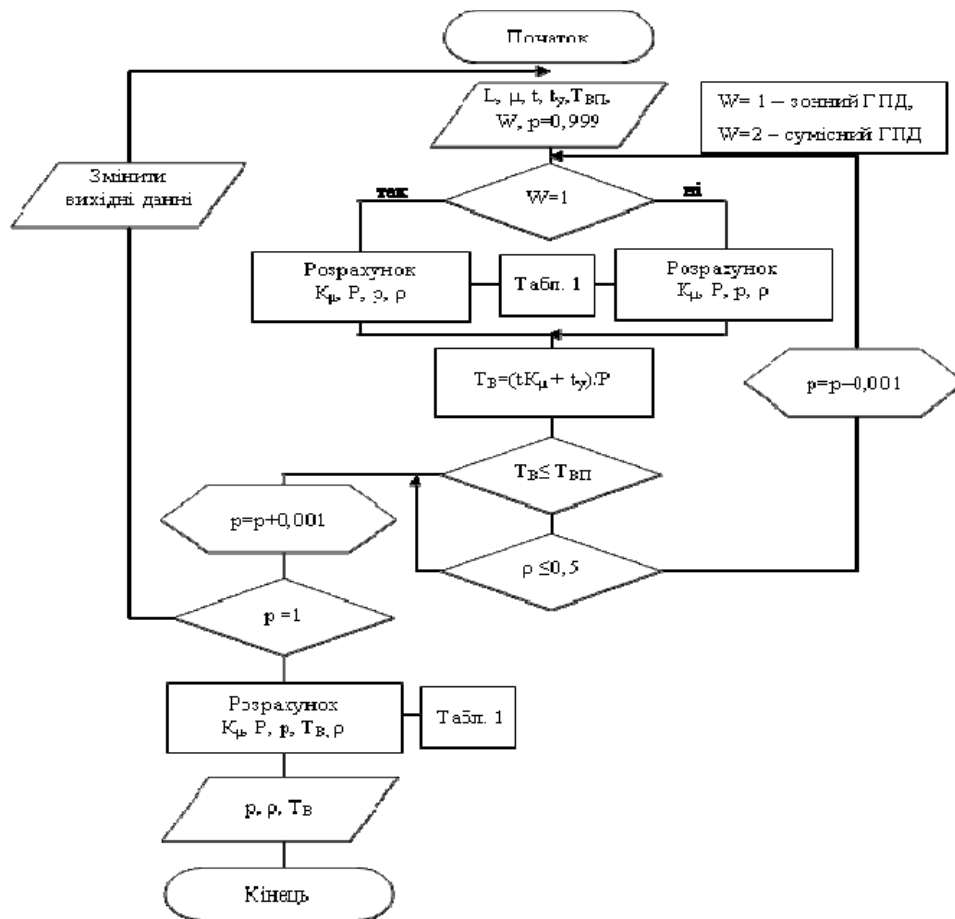 Початок
L, μ, t, tу, TВП,
W, p=0,999
W= 1 – зонний ГПД,
W=2 – сумісний ГПД
Змінити
вихідні данні
так
W=1
ні
Розрахунок
Kμ, P, p, ρ
Табл. 1
Розрахунок
Kμ, P, p, ρ
TВ=(tKμ + tу)/P
p=p–0,001
TВ≤ TВП
p=p+0,001
ρ ≤0,5
p =1
Розрахунок
Kμ, P, p, TВ, ρ
Табл. 1
p, ρ, TВ
Кінець